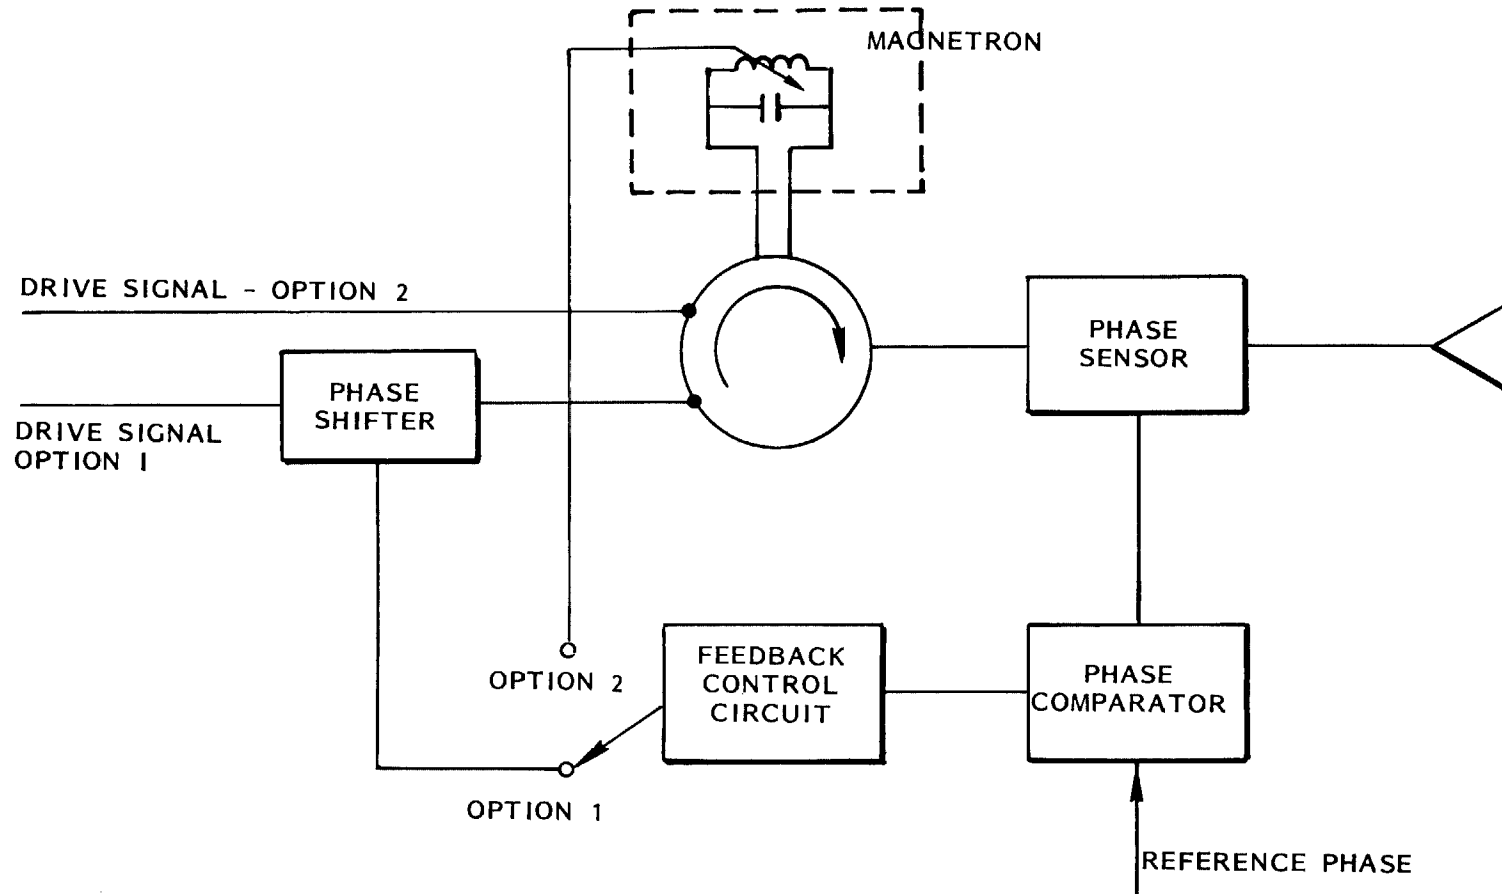 MAGNETRON
DRIVE SIGNAL - OPTION 2
PHASE
SENSOR
PHASE
SHIFTER
DRIVE SIGNAL
OPTION 1
OPTION 2
FEEDBACK
CONTROL
CIRCUIT
PHASE
COMPARATOR
OPTION 1
REFERENCE PHASE